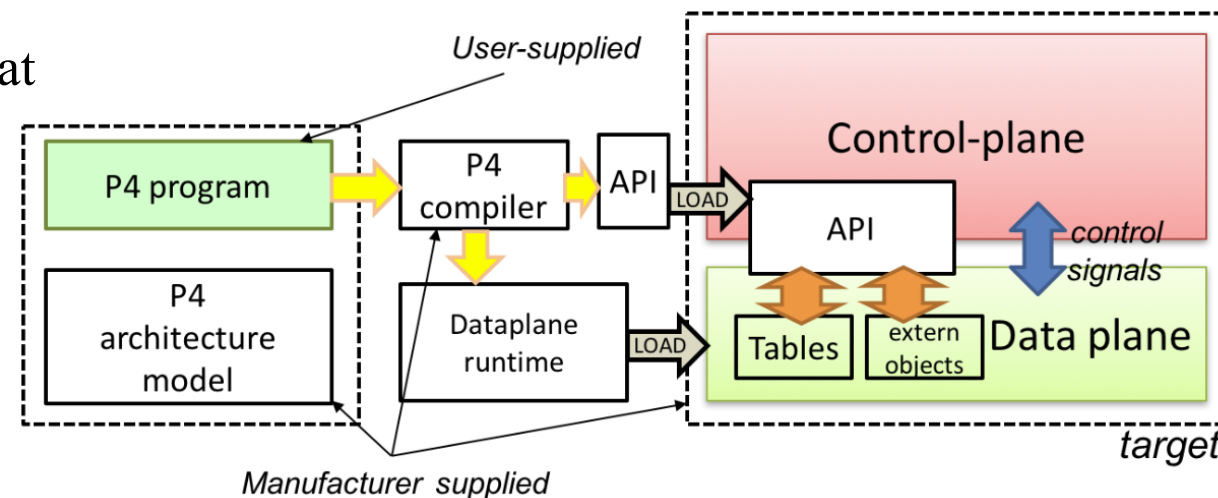 at
User-supplied
P4 program
P4
compiler
API
LOAD
Control-plane
API
control
signals
P4
architecture
model
Dataplane
runtime
LOAD
Tables
extern
objects
Data plane
target
Manufacturer supplied